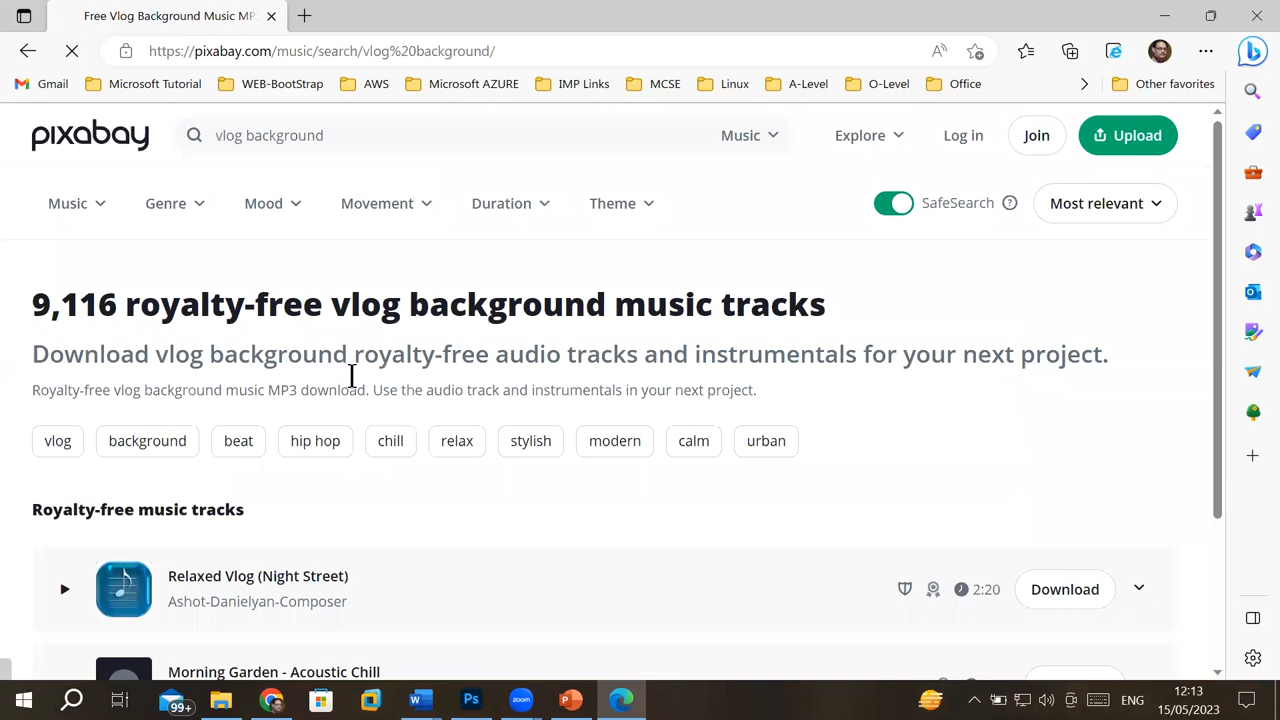 Free Vlog Background Music MP3
https://pixabay.com/music/search/vlog%20background/
Gmail Microsoft Tutorial WEB-BootStrap AWS Microsoft AZURE IMP Links MCSE Linux A-Level O-Level Office Other favorites
pixabay vlog background Music Explore Log in Join Upload
Music Genre Mood Movement Duration Theme SafeSearch Most relevant
9,116 royalty-free vlog background music tracks
Download vlog background royalty-free audio tracks and instrumentals for your next project.
Royalty-free vlog background music MP3 download. Use the audio track and instrumentals in your next project.
vlog background beat hip hop chill relax stylish modern calm urban
Royalty-free music tracks
Relaxed Vlog (Night Street)
Ashot-Danielyan-Composer 2:20 Download
Morning Garden - Acoustic Chill
99+ W Ps zoom P ENG 12:13
15/05/2023